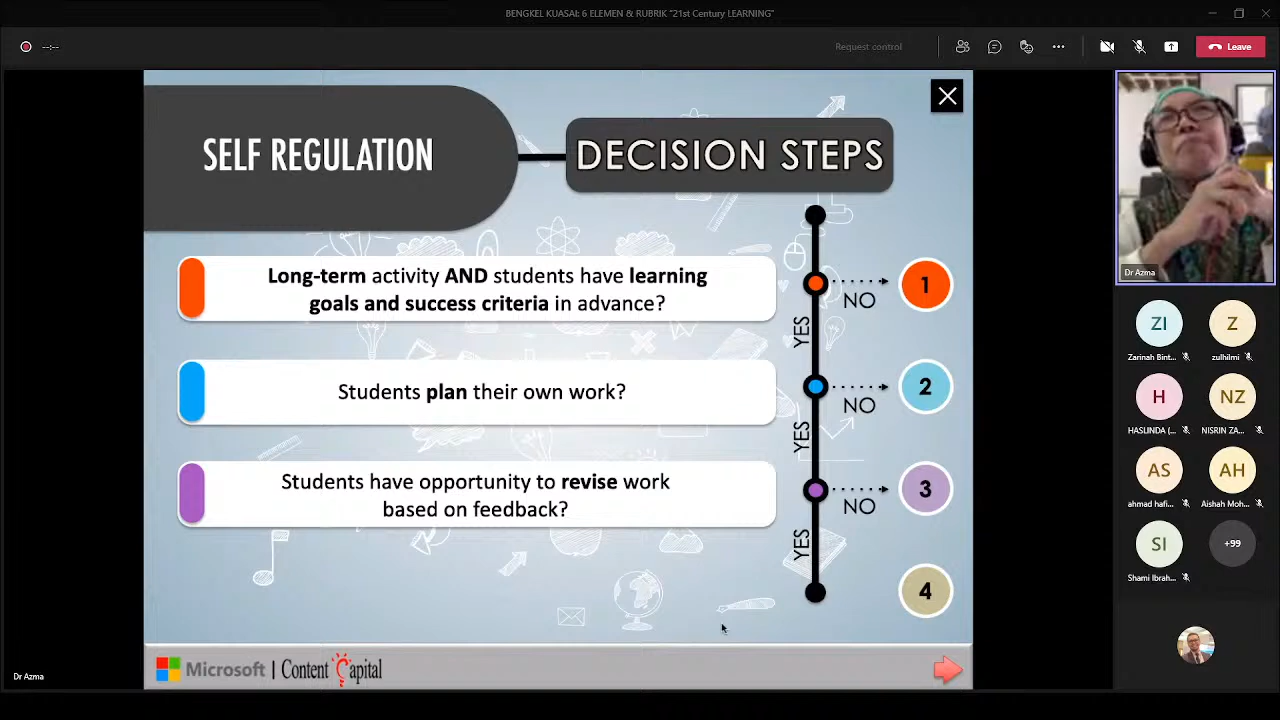 BENGKEL KUASAI: 6 ELEMEN & RUBRIK "21st Century LEARNING"
--:--
Request control
Leave
SELF REGULATION
DECISION STEPS
Long-term activity AND students have learning
goals and success criteria in advance?
YES
NO
1
Students plan their own work?
YES
NO
2
Students have opportunity to revise work
based on feedback?
YES
NO
3
4
Microsoft | Content Capital
Dr Azma
Dr Azma
ZI
Z
Zarinah Bint...
zulhilmi
H
NZ
HASLINDA (...
NISRIN ZA...
AS
AH
ahmad hafi...
Aishah Moh...
SI
+99
Shami Ibrah...